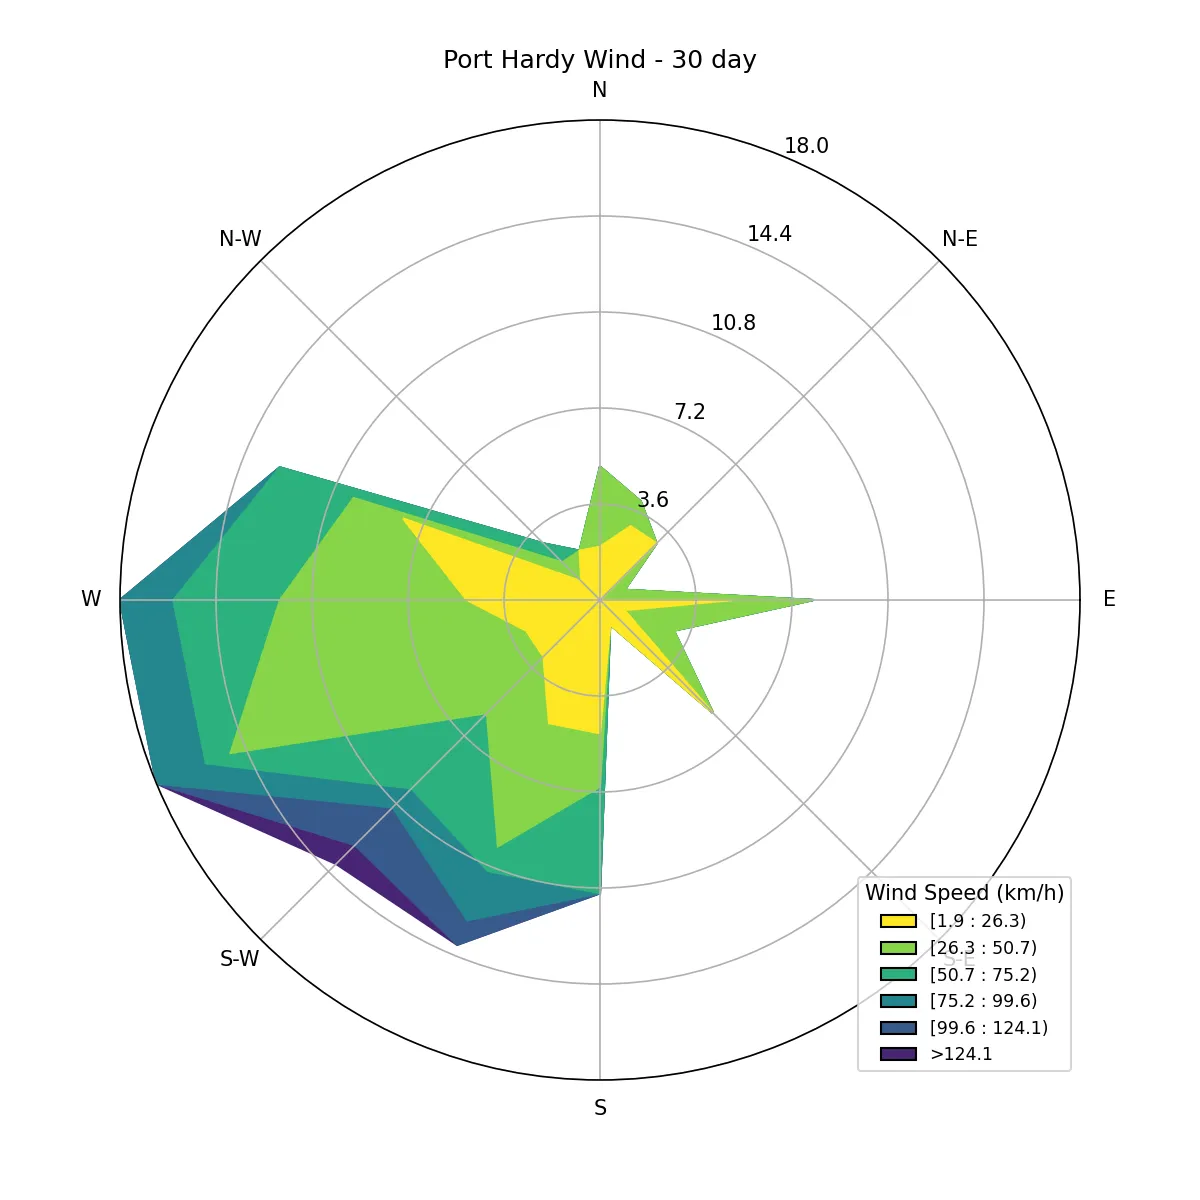 Port Hardy Wind - 30 day
N
18.0
14.4
N-W
N-E
10.8
7.2
3.6
W
E
S-W
S-E
S
Wind Speed (km/h)
[1.9 : 26.3)
[26.3 : 50.7)
[50.7 : 75.2)
[75.2 : 99.6)
[99.6 : 124.1)
>124.1